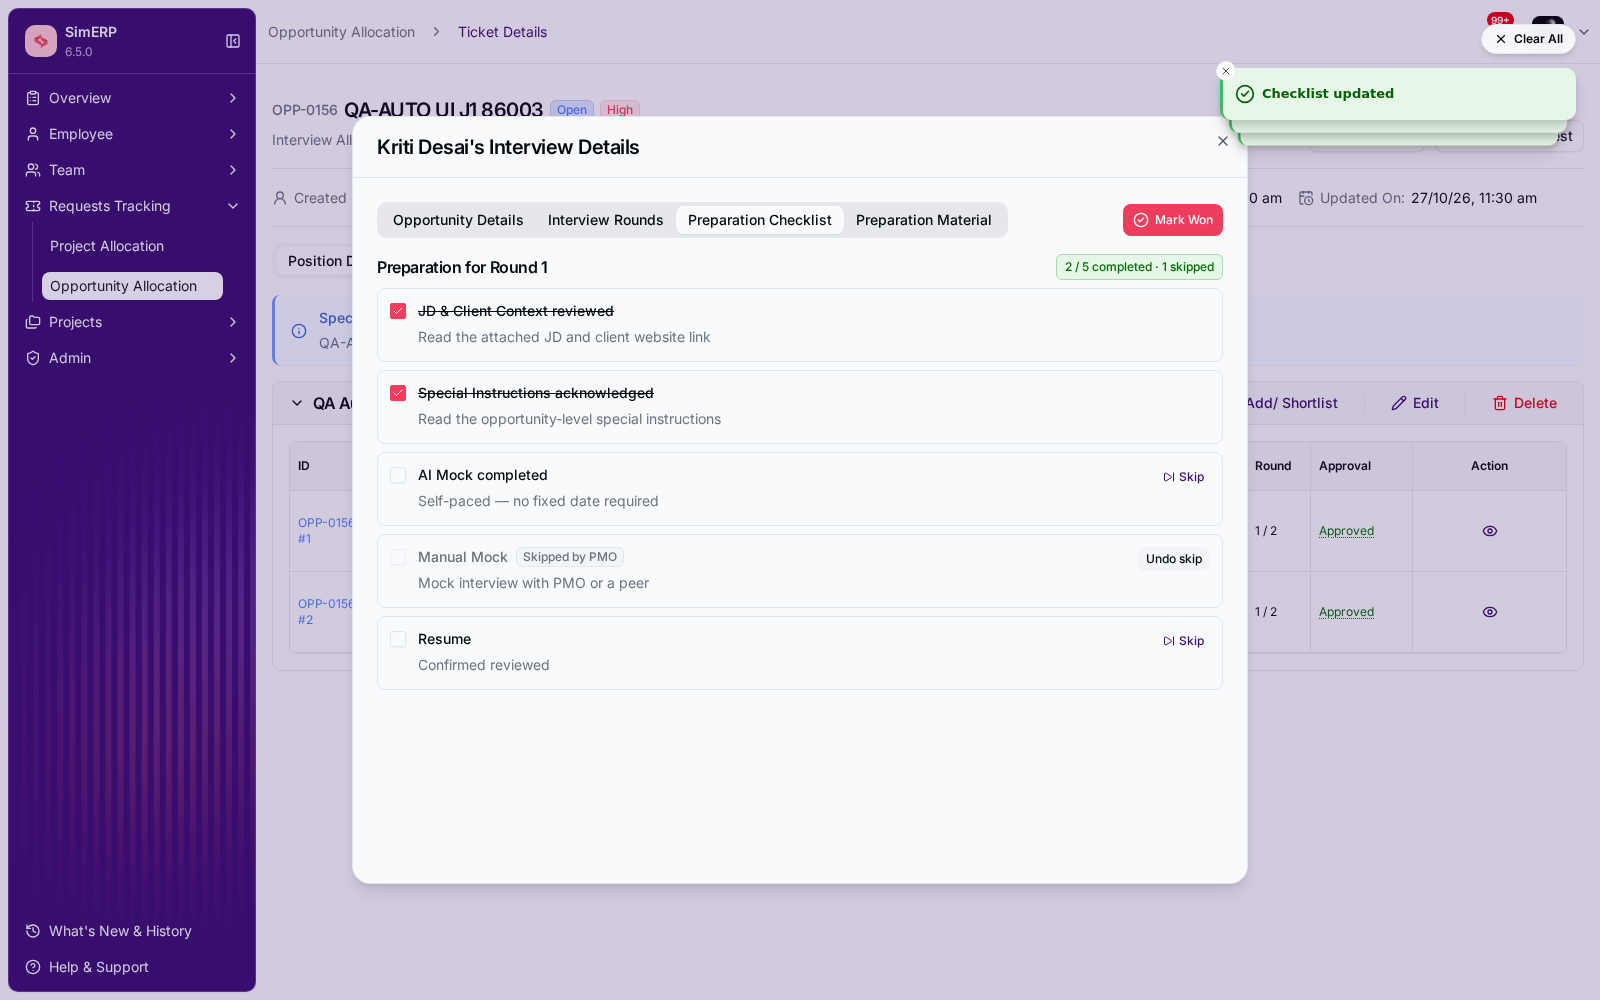 SimERP
6.5.0
Overview
Employee
Team
Requests Tracking
Project Allocation
Opportunity Allocation
Projects
Admin
What's New & History
Help & Support
Opportunity Allocation
Ticket Details
99+
Clear All
Checklist updated
OPP-0156 QA-AUTO UI J1 86003 Open High
Interview
Created
0 am
Updated On: 27/10/26, 11:30 am
Position
Add/ Shortlist
Edit
Delete
ID
Round
Approval
Action
OPP-0156
#1
1 / 2
Approved
OPP-0156
#2
1 / 2
Approved
Kriti Desai's Interview Details
Opportunity Details
Interview Rounds
Preparation Checklist
Preparation Material
Mark Won
Preparation for Round 1
2 / 5 completed · 1 skipped
JD & Client Context reviewed
Read the attached JD and client website link
Special Instructions acknowledged
Read the opportunity-level special instructions
AI Mock completed
Skip
Self-paced — no fixed date required
Manual Mock Skipped by PMO
Undo skip
Mock interview with PMO or a peer
Resume
Skip
Confirmed reviewed